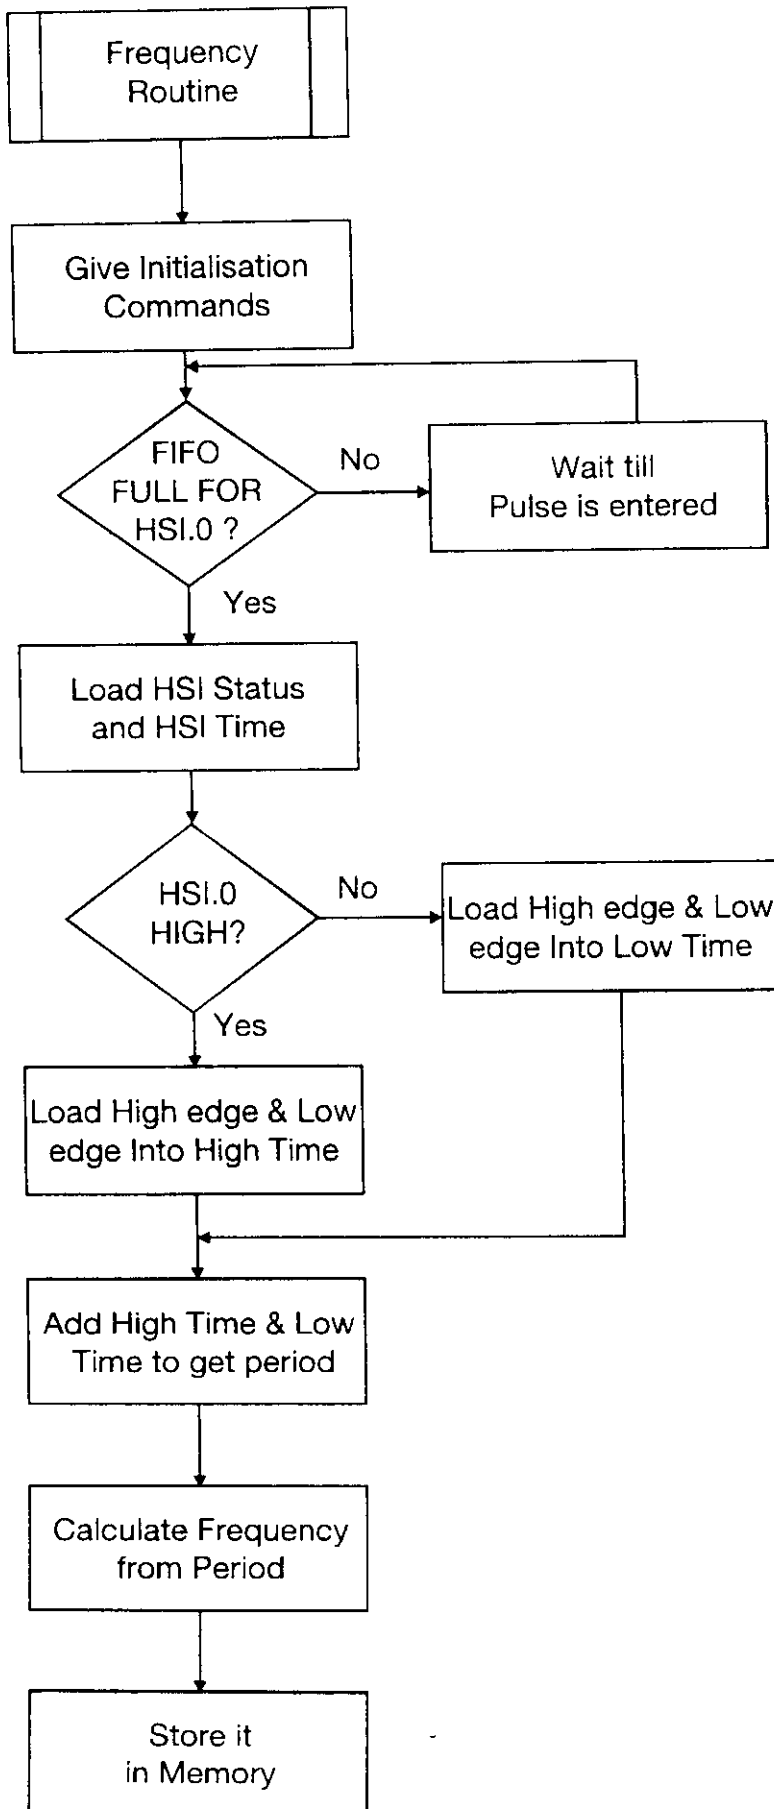 Frequency
Routine
Give Initialisation
Commands
FIFO
FULL FOR
HSI.0 ?
No
Wait till
Pulse is entered
Yes
Load HSI Status
and HSI Time
HSI.0
HIGH?
No
Load High edge & Low
edge Into Low Time
Yes
Load High edge & Low
edge Into High Time
Add High Time & Low
Time to get period
Calculate Frequency
from Period
Store it
in Memory